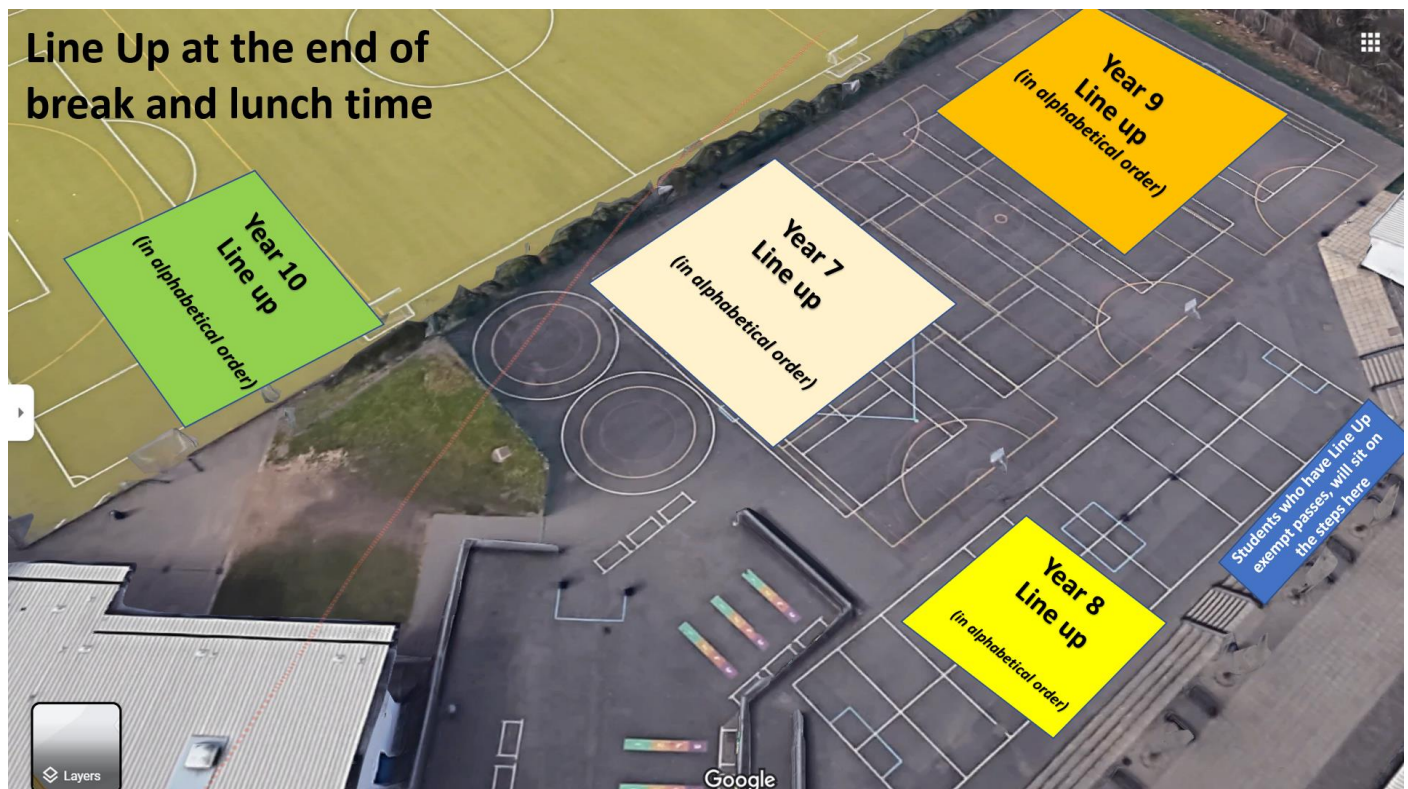 Line Up at the end of
break and lunch time
Year 9
Line up
(in alphabetical order)
Year 7
Line up
(in alphabetical order)
Year 10
Line up
(in alphabetical order)
Students who have Line Up
exempt passes, will sit on
the steps here
Year 8
Line up
(in alphabetical order)
Layers
Google